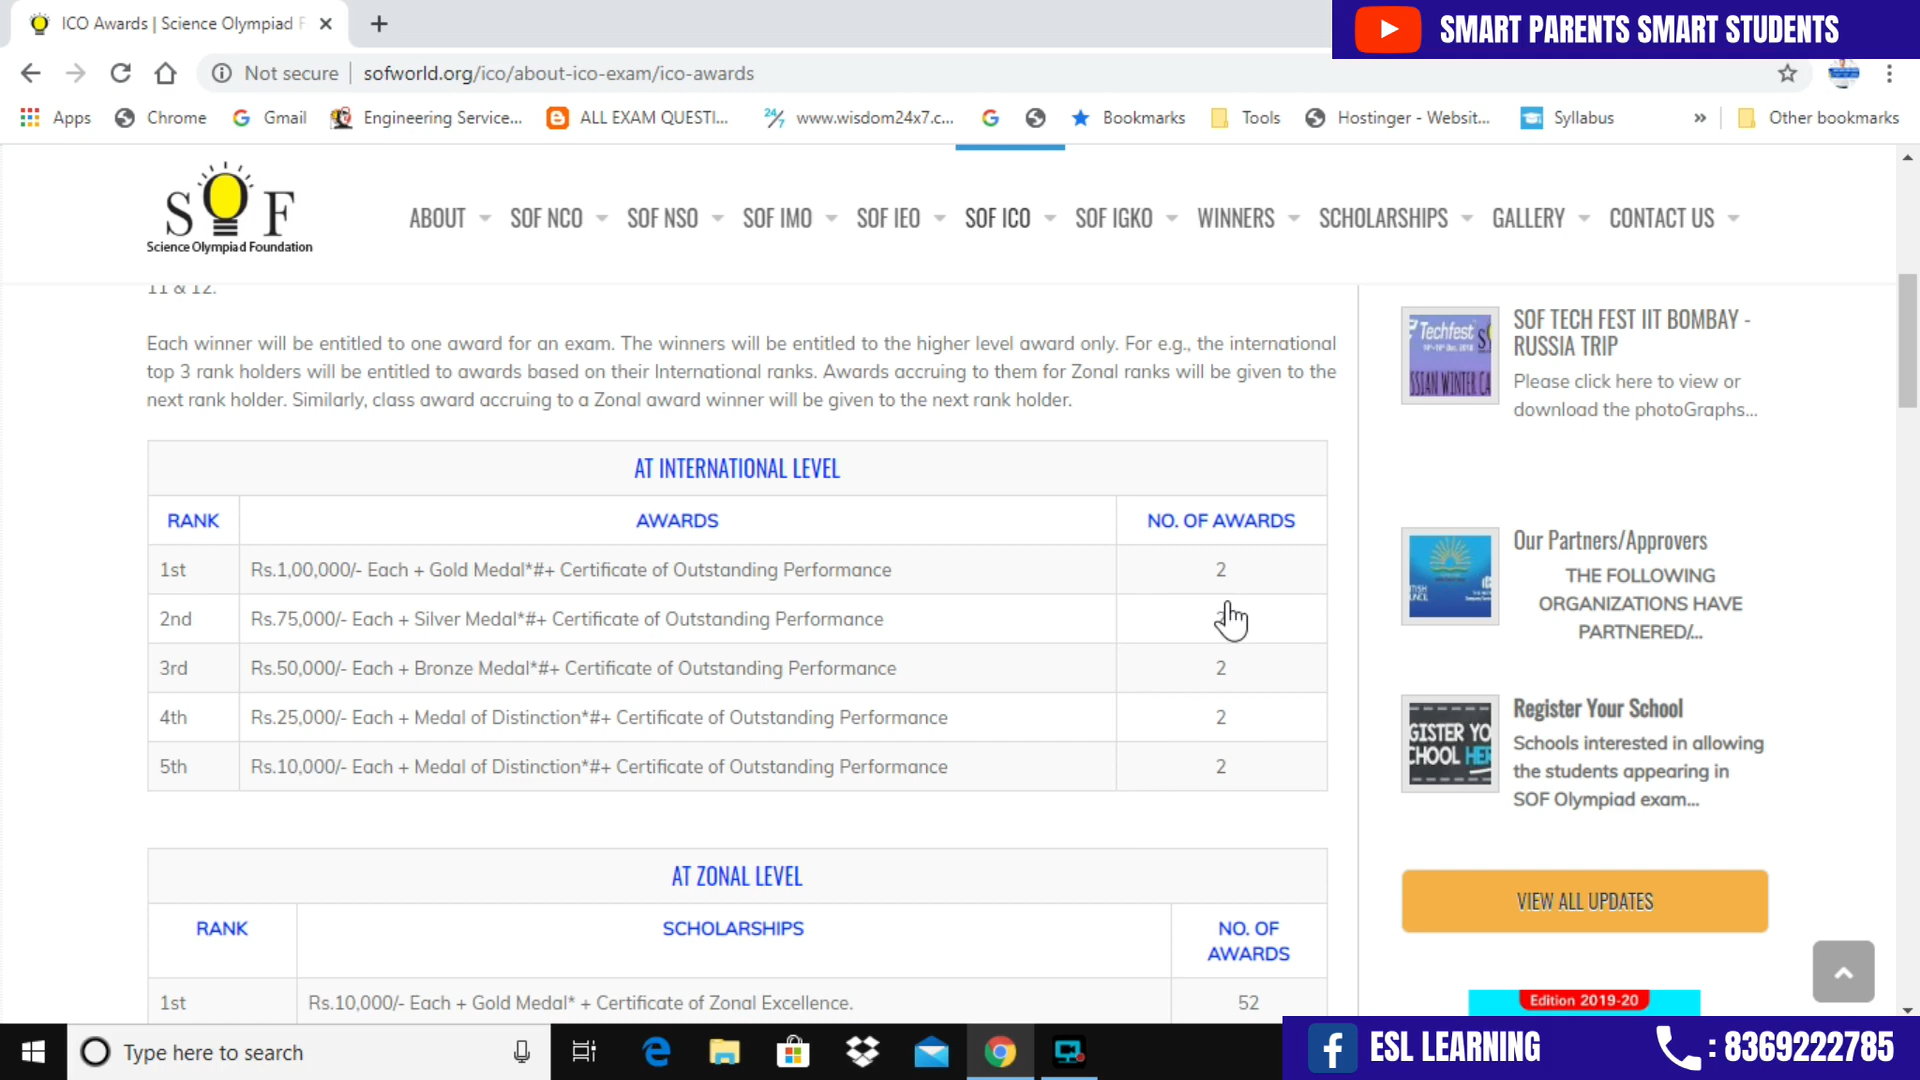 ICO Awards | Science Olympiad F
SMART PARENTS SMART STUDENTS
Not secure
sofworld.org/ico/about-ico-exam/ico-awards
Apps
Chrome
Gmail
Engineering Service...
ALL EXAM QUESTI...
24/7
www.wisdom24x7.c...
Bookmarks
Tools
Hostinger - Websit...
Syllabus
»
Other bookmarks
SOF
Science Olympiad Foundation
ABOUT
SOF NCO
SOF NSO
SOF IMO
SOF IEO
SOF ICO
SOF IGKO
WINNERS
SCHOLARSHIPS
GALLERY
CONTACT US
11 & 12.
Each winner will be entitled to one award for an exam. The winners will be entitled to the higher level award only. For e.g., the international
top 3 rank holders will be entitled to awards based on their International ranks. Awards accruing to them for Zonal ranks will be given to the
next rank holder. Similarly, class award accruing to a Zonal award winner will be given to the next rank holder.
AT INTERNATIONAL LEVEL
RANK AWARDS NO. OF AWARDS
1st Rs.1,00,000/- Each + Gold Medal*#+ Certificate of Outstanding Performance 2
2nd Rs.75,000/- Each + Silver Medal*#+ Certificate of Outstanding Performance
3rd Rs.50,000/- Each + Bronze Medal*#+ Certificate of Outstanding Performance 2
4th Rs.25,000/- Each + Medal of Distinction*#+ Certificate of Outstanding Performance 2
5th Rs.10,000/- Each + Medal of Distinction*#+ Certificate of Outstanding Performance 2
AT ZONAL LEVEL
RANK SCHOLARSHIPS NO. OF
AWARDS
1st Rs.10,000/- Each + Gold Medal* + Certificate of Zonal Excellence. 52
Techfest
SOF TECH FEST IIT BOMBAY -
RUSSIA TRIP
Please click here to view or
download the photoGraphs...
Our Partners/Approvers
THE FOLLOWING
ORGANIZATIONS HAVE
PARTNERED/...
GISTER YO
CHOOL HER
Register Your School
Schools interested in allowing
the students appearing in
SOF Olympiad exam...
VIEW ALL UPDATES
Edition 2019-20
Type here to search
ESL LEARNING
: 8369222785